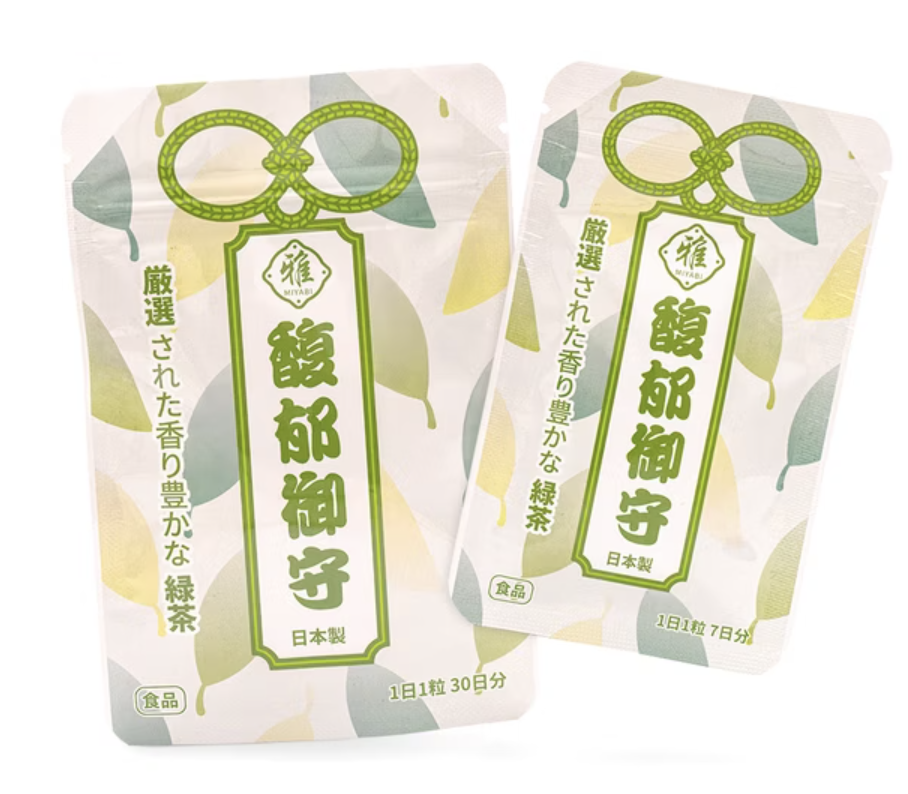 雅
MIYABI
馥郁御守
日本製
厳選された香り豊かな緑茶
食品
1日1粒 30日分
雅
MIYABI
馥郁御守
日本製
厳選された香り豊かな緑茶
食品
1日1粒 7日分